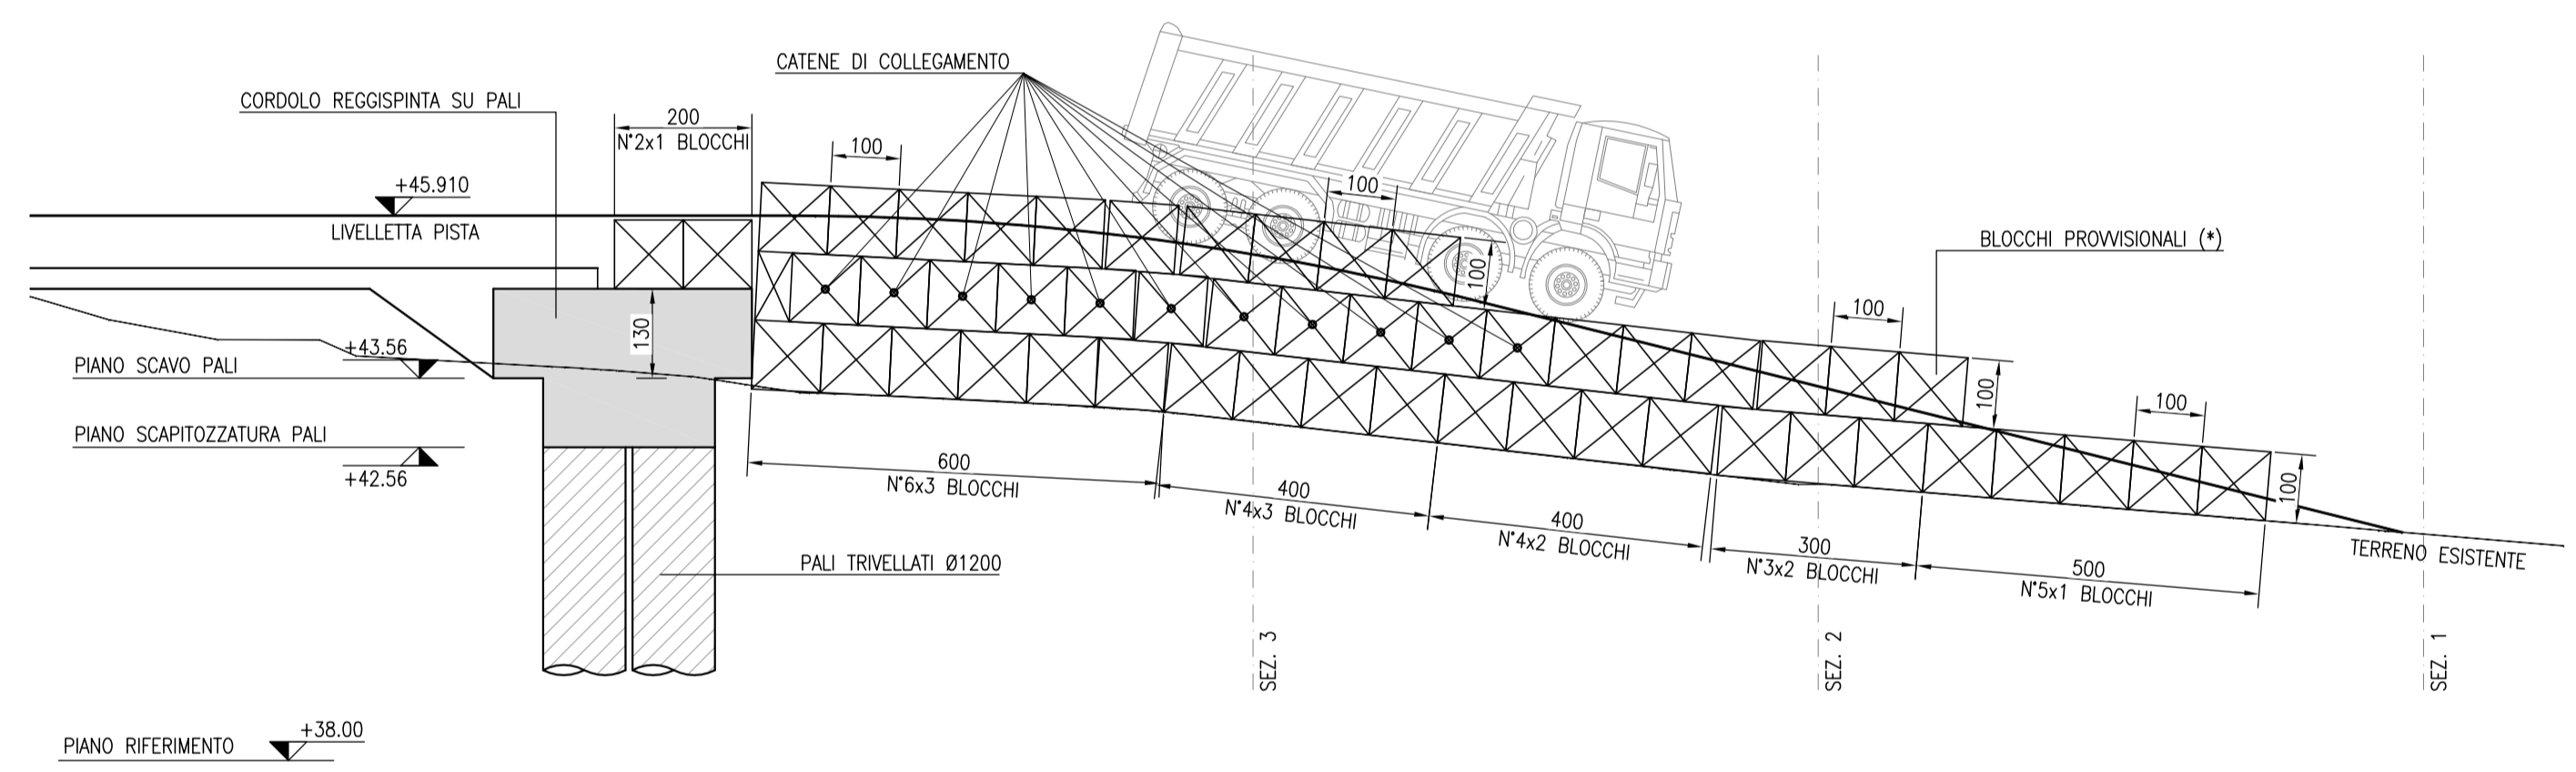 CATENE DI COLLEGAMENTO
CORDOLO REGGISPINTA SU PALI
200
N°2x1 BLOCCHI
100
100
+45.910
LIVELLETTA PISTA
BLOCCHI PROVVISIONALI (*)
100
100
130
+43.56
PIANO SCAVO PALI
100
100
PIANO SCAPITOZZATURA PALI
+42.56
600
N°6x3 BLOCCHI
400
N°4x3 BLOCCHI
400
N°4x2 BLOCCHI
300
N°3x2 BLOCCHI
500
N°5x1 BLOCCHI
100
TERRENO ESISTENTE
PALI TRIVELLATI Ø1200
SEZ. 3
SEZ. 2
SEZ. 1
PIANO RIFERIMENTO
+38.00